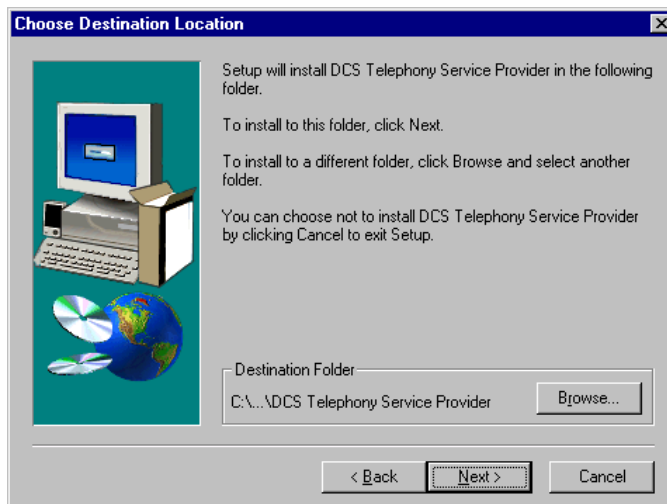 Choose Destination Location
Setup will install DCS Telephony Service Provider in the following
folder.
To install to this folder, click Next.
To install to a different folder, click Browse and select another
folder.
You can choose not to install DCS Telephony Service Provider
by clicking Cancel to exit Setup.
Destination Folder
C:\...\DCS Telephony Service Provider
Browse...
< Back
Next >
Cancel